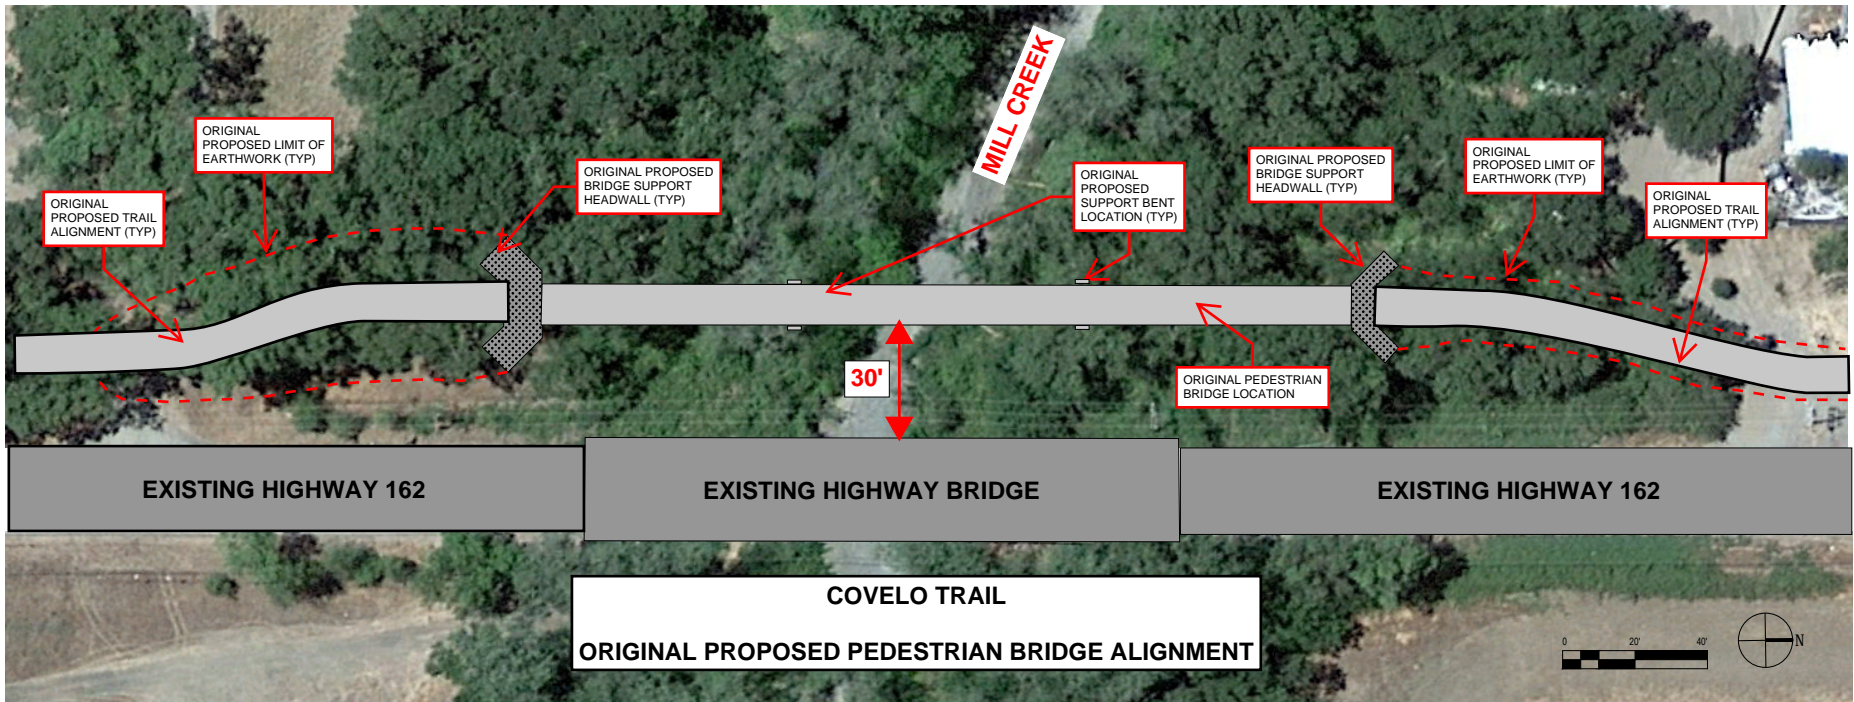 MILL CREEK
ORIGINAL
PROPOSED LIMIT OF
EARTHWORK (TYP)
ORIGINAL PROPOSED
BRIDGE SUPPORT
HEADWALL (TYP)
ORIGINAL
PROPOSED
SUPPORT BENT
LOCATION (TYP)
ORIGINAL PROPOSED
BRIDGE SUPPORT
HEADWALL (TYP)
ORIGINAL
PROPOSED LIMIT OF
EARTHWORK (TYP)
ORIGINAL
PROPOSED TRAIL
ALIGNMENT (TYP)
ORIGINAL
PROPOSED TRAIL
ALIGNMENT (TYP)
30'
ORIGINAL PEDESTRIAN
BRIDGE LOCATION
EXISTING HIGHWAY 162
EXISTING HIGHWAY BRIDGE
EXISTING HIGHWAY 162
COVELO TRAIL
ORIGINAL PROPOSED PEDESTRIAN BRIDGE ALIGNMENT
0 20' 40'
N